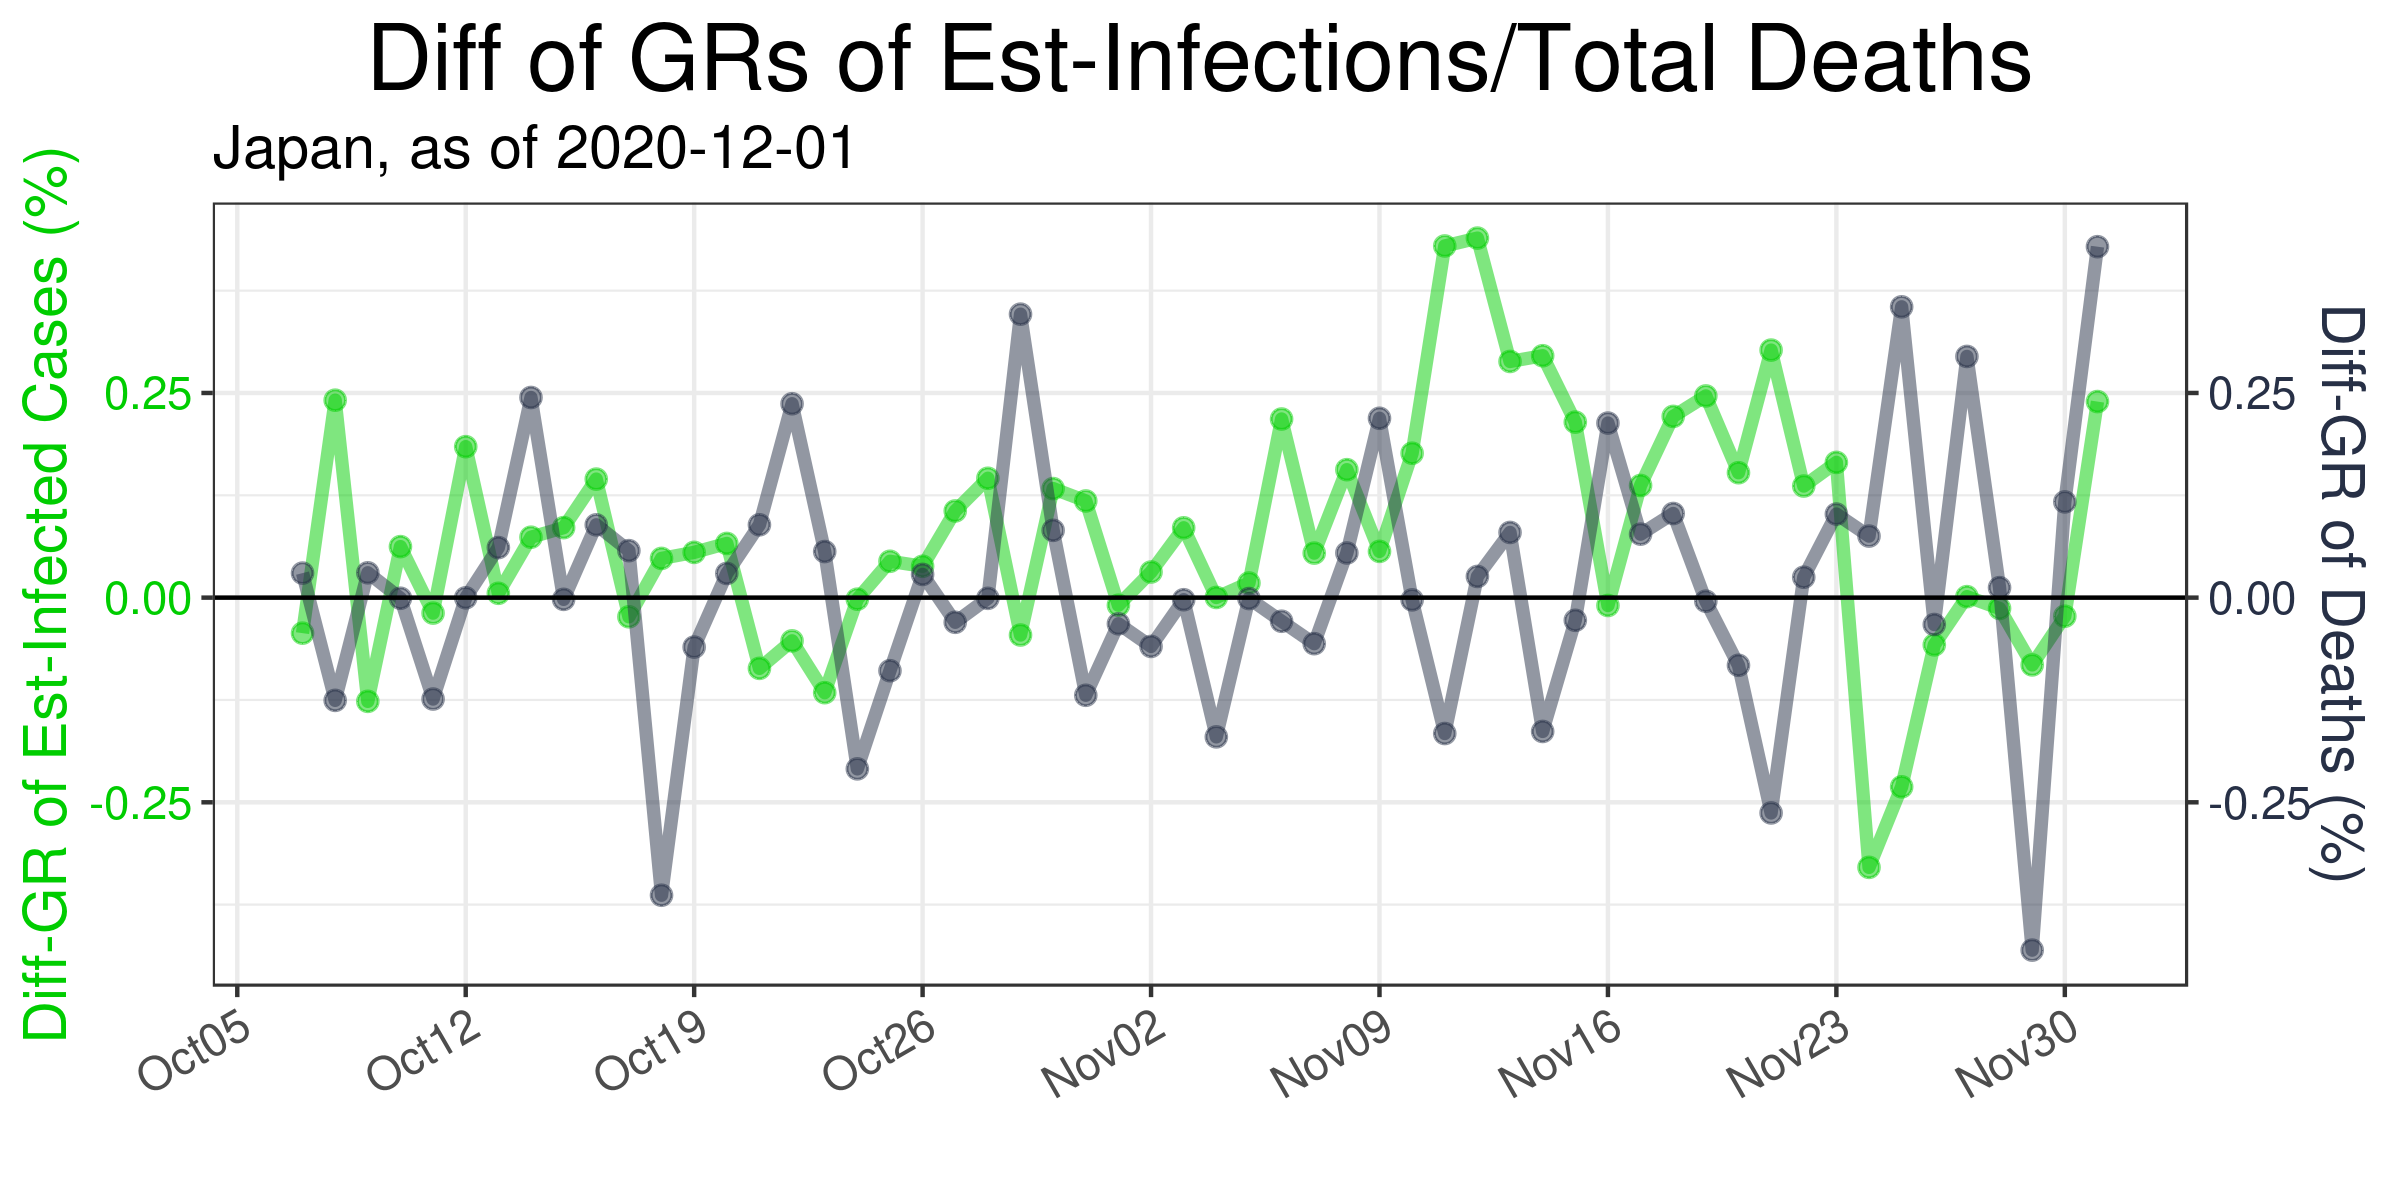 Diff of GRs of Est-Infections/Total Deaths
Japan, as of 2020-12-01
Diff-GR of Est-Infected Cases (%)
0.25
0.00
-0.25
0.25
0.00
-0.25
Diff-GR of Deaths (%)
Oct05
Oct12
Oct19
Oct26
Nov02
Nov09
Nov16
Nov23
Nov30